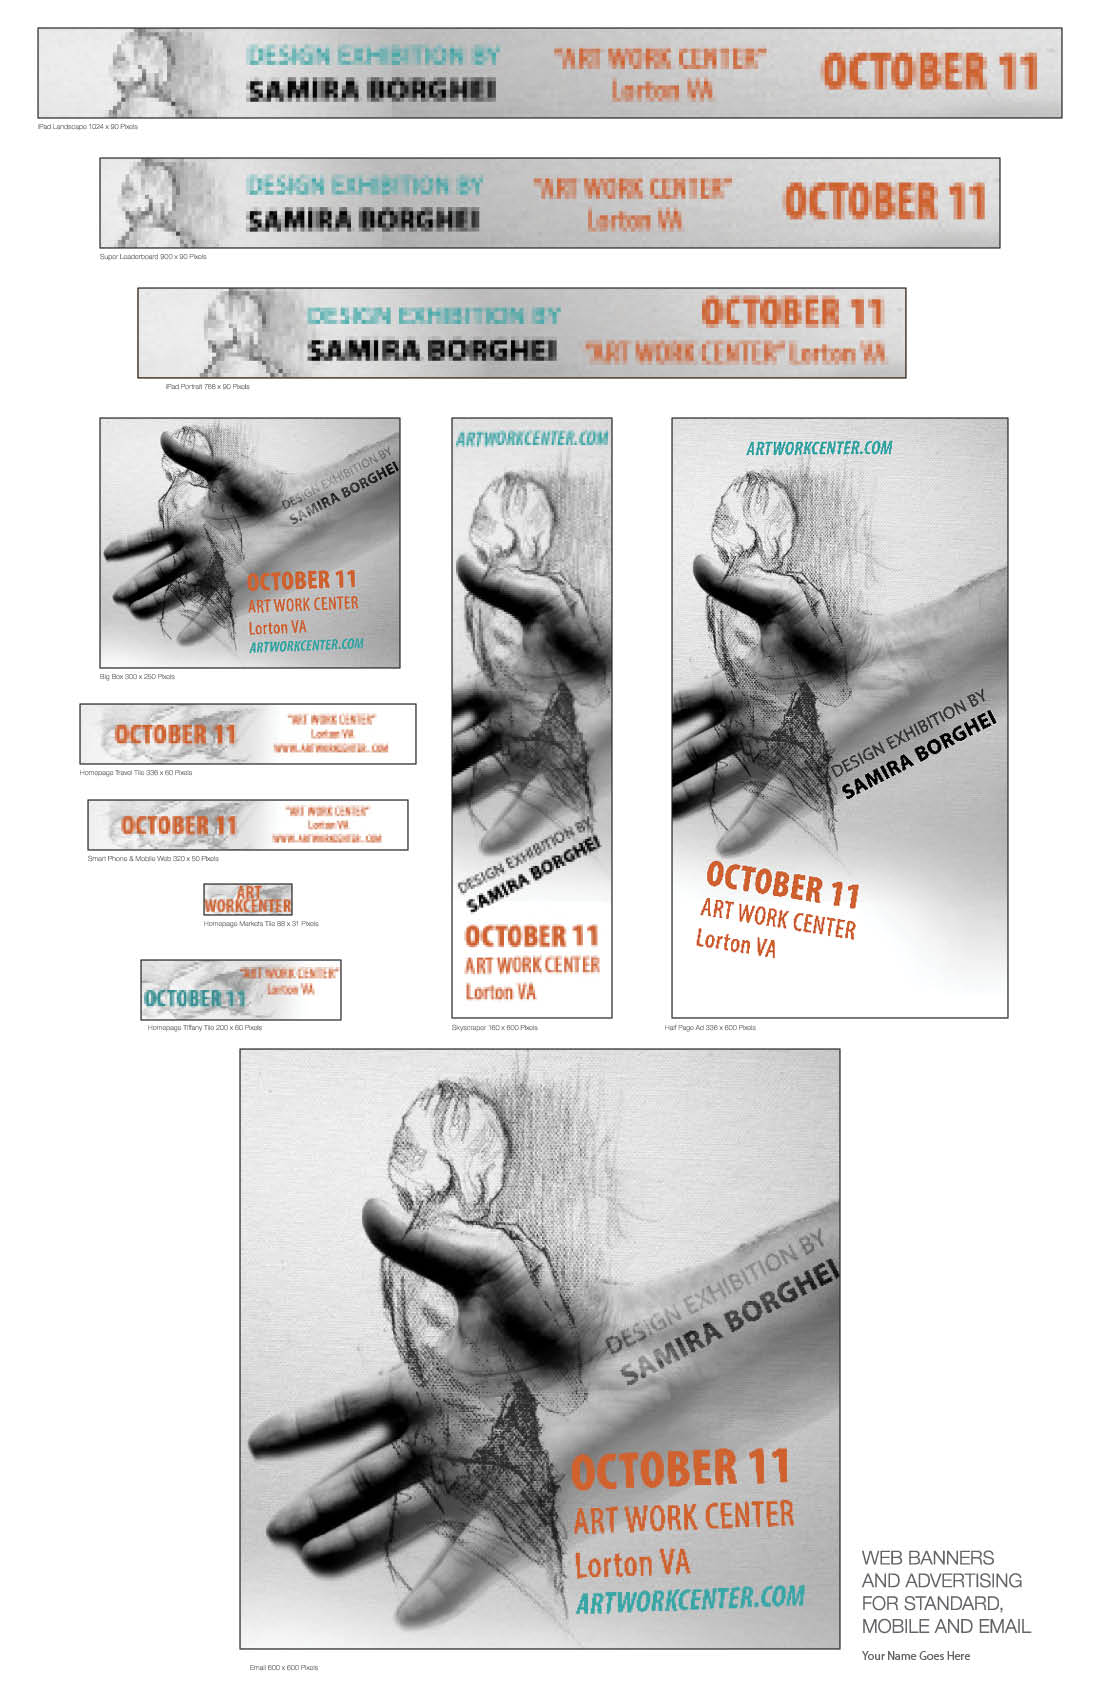 DESIGN EXHIBITION BY
SAMIRA BORGHEI
"ART WORK CENTER"
Lorton VA
OCTOBER 11
iPad Landscape 1024 x 90 Pixels
DESIGN EXHIBITION BY
SAMIRA BORGHEI
"ART WORK CENTER"
Lorton VA
OCTOBER 11
Super Leaderboard 900 x 90 Pixels
DESIGN EXHIBITION BY
SAMIRA BORGHEI
OCTOBER 11
"ART WORK CENTER" Lorton VA
iPad Portrait 768 x 90 Pixels
DESIGN EXHIBITION BY
SAMIRA BORGHEI
OCTOBER 11
ART WORK CENTER
Lorton VA
ARTWORKCENTER.COM
Big Box 300 x 250 Pixels
OCTOBER 11
"ART WORK CENTER"
Lorton VA
WWW.ARTWORKCENTER.COM
Homepage Travel Tile 336 x 60 Pixels
OCTOBER 11
"ART WORK CENTER"
Lorton VA
WWW.ARTWORKCENTER.COM
Smart Phone & Mobile Web 320 x 50 Pixels
ART
WORKCENTER
Homepage Markets Tile 88 x 31 Pixels
"ART WORK CENTER"
Lorton VA
OCTOBER 11
Homepage Tiffany Tile 200 x 60 Pixels
ARTWORKCENTER.COM
DESIGN EXHIBITION BY
SAMIRA BORGHEI
OCTOBER 11
ART WORK CENTER
Lorton VA
Skyscraper 160 x 600 Pixels
ARTWORKCENTER.COM
DESIGN EXHIBITION BY
SAMIRA BORGHEI
OCTOBER 11
ART WORK CENTER
Lorton VA
Half Page Ad 336 x 600 Pixels
DESIGN EXHIBITION BY
SAMIRA BORGHEI
OCTOBER 11
ART WORK CENTER
Lorton VA
ARTWORKCENTER.COM
Email 600 x 600 Pixels
WEB BANNERS
AND ADVERTISING
FOR STANDARD,
MOBILE AND EMAIL
Your Name Goes Here